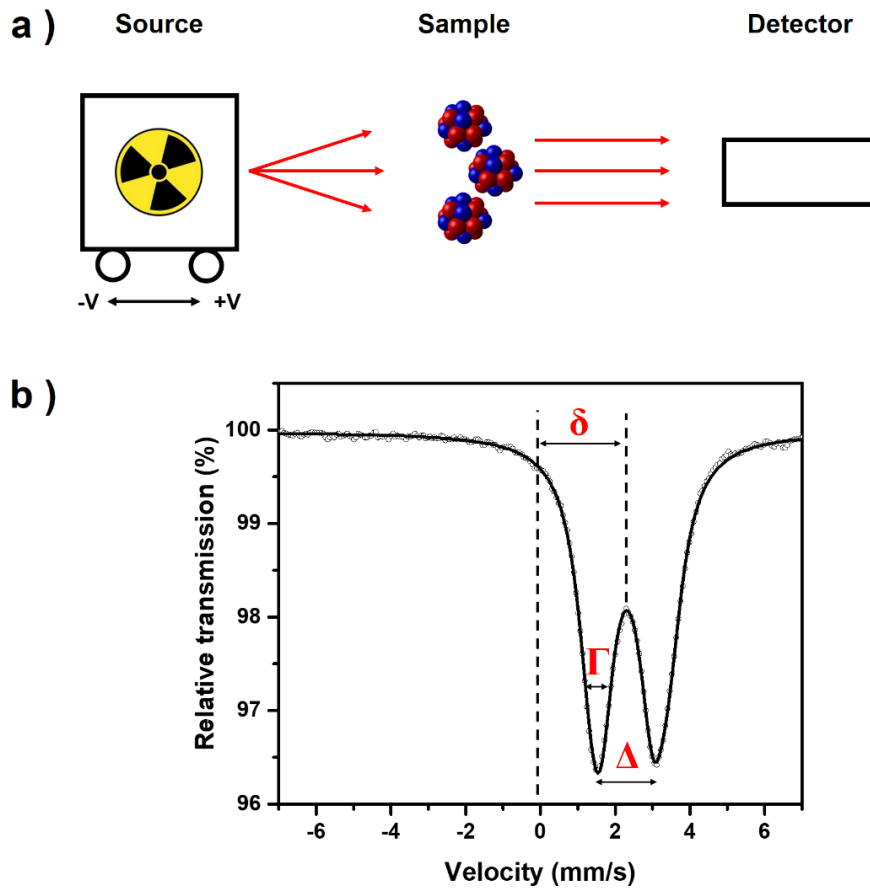 a )
Source
Sample
Detector
-V
+V
b )
δ
Γ
Δ
Relative transmission (%)
100
99
98
97
96
-6
-4
-2
0
2
4
6
Velocity (mm/s)